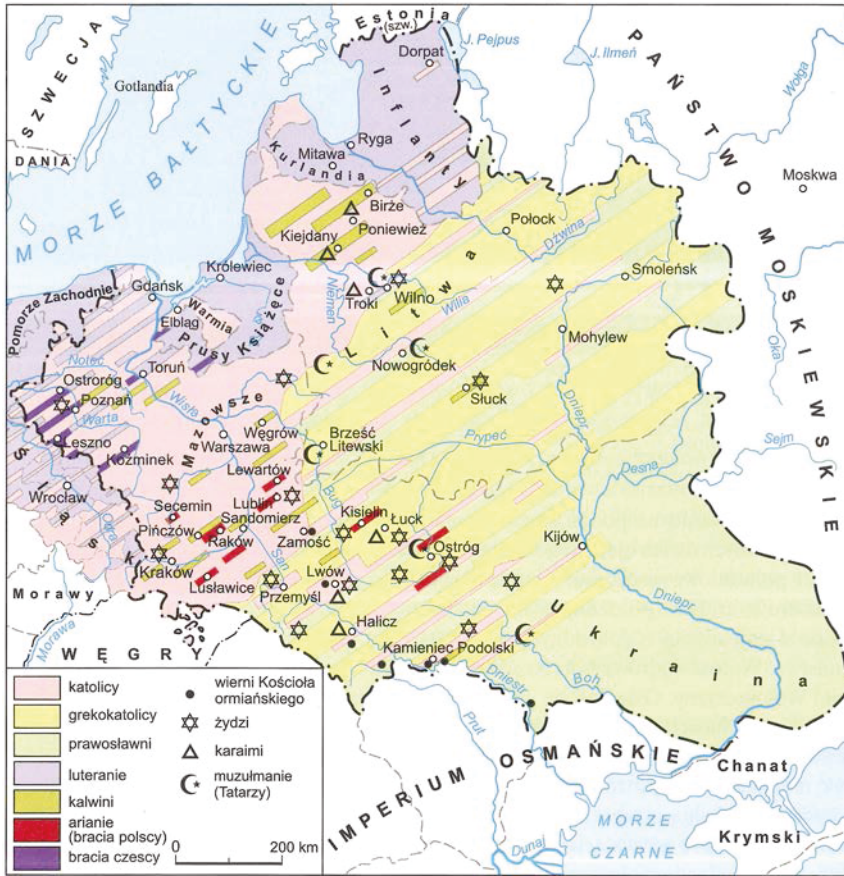 Estonia
(szw.)
Dorpat
J. Pejpus
J. Ilmeń
SZWECJA
Gotlandia
DANIA
MORZE BAŁTYCKIE
Inflanty
PAŃSTWO MOSKIEWSKIE
Wołga
Ryga
Kurlandia
Mitawa
Moskwa
Birże
Poniewież
Połock
Kiejdany
Dźwina
Smoleńsk
Królewiec
Niemen
Troki
Wilno
Wilia
Litwa
Pomorze Zachodnie
Gdańsk
Elbląg
Warmia
Prusy Książęce
Mohylew
Oka
Nowogródek
Noteć
Toruń
Ostroróg
Poznań
Słuck
Wisła
Warta
Mazowsze
Węgrów
Warszawa
Brześć
Litewski
Prypeć
Dniepr
Sejm
Leszno
Koźminek
Desna
Lewartów
Wrocław
Śląsk
Odra
Secemin
Lublin
Bug
Kisielin
Łuck
Pińczów
Sandomierz
Raków
Zamość
Ostróg
Kijów
Kraków
San
Lusławice
Przemyśl
Lwów
Morawy
Morawa
Halicz
Ukraina
Dniepr
WĘGRY
Kamieniec Podolski
Boh
Dniestr
Prut
IMPERIUM OSMAŃSKIE
Chanat
Krymski
MORZE
CZARNE
Dunaj
katolicy
grekokatolicy
prawosławni
luteranie
kalwini
arianie
(bracia polscy)
bracia czescy
wierni Kościoła
ormiańskiego
żydzi
karaimi
muzułmanie
(Tatarzy)
0 200 km